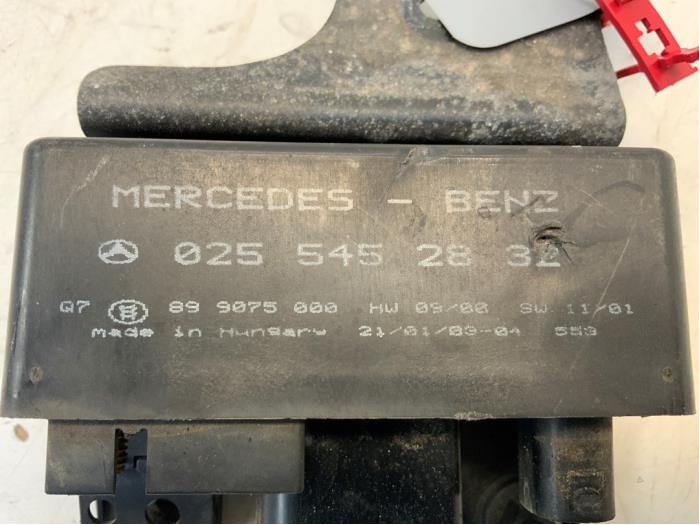 MERCEDES - BENZ
025 545 28 32
Q7 89 9075 000 HW 09/00 SW 11/01
Made in Hungary 21/01/03-04 553